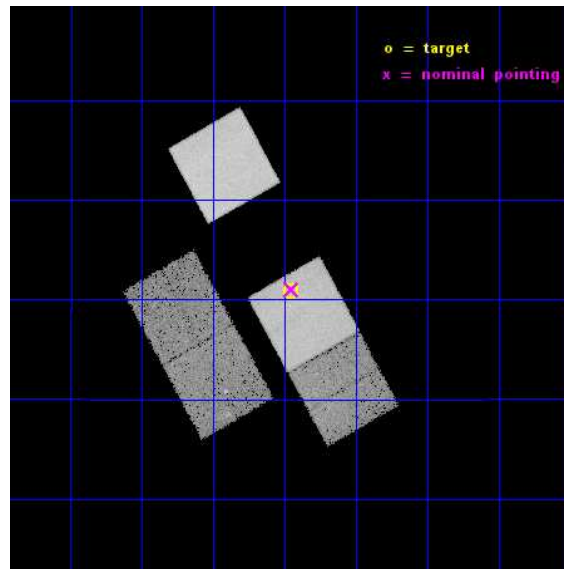 o = target
x = nominal pointing